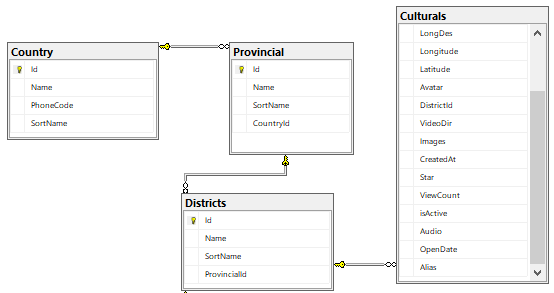 Country
Id
Name
PhoneCode
SortName
Provincial
Id
Name
SortName
CountryId
Districts
Id
Name
SortName
ProvincialId
Culturals
LongDes
Longitude
Latitude
Avatar
DistrictId
VideoDir
Images
CreatedAt
Star
ViewCount
isActive
Audio
OpenDate
Alias